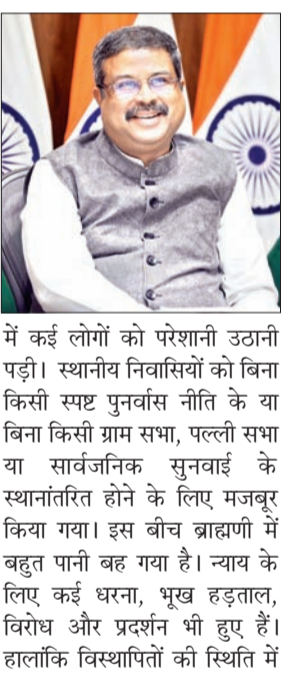 में कई लोगों को परेशानी उठानी
पड़ी। स्थानीय निवासियों को बिना
किसी स्पष्ट पुनर्वास नीति के या
बिना किसी ग्राम सभा, पल्ली सभा
या सार्वजनिक सुनवाई के
स्थानांतरित होने के लिए मजबूर
किया गया। इस बीच ब्राह्मणी में
बहुत पानी बह गया है। न्याय के
लिए कई धरना, भूख हड़ताल,
विरोध और प्रदर्शन भी हुए हैं।
हालांकि विस्थापितों की स्थिति में